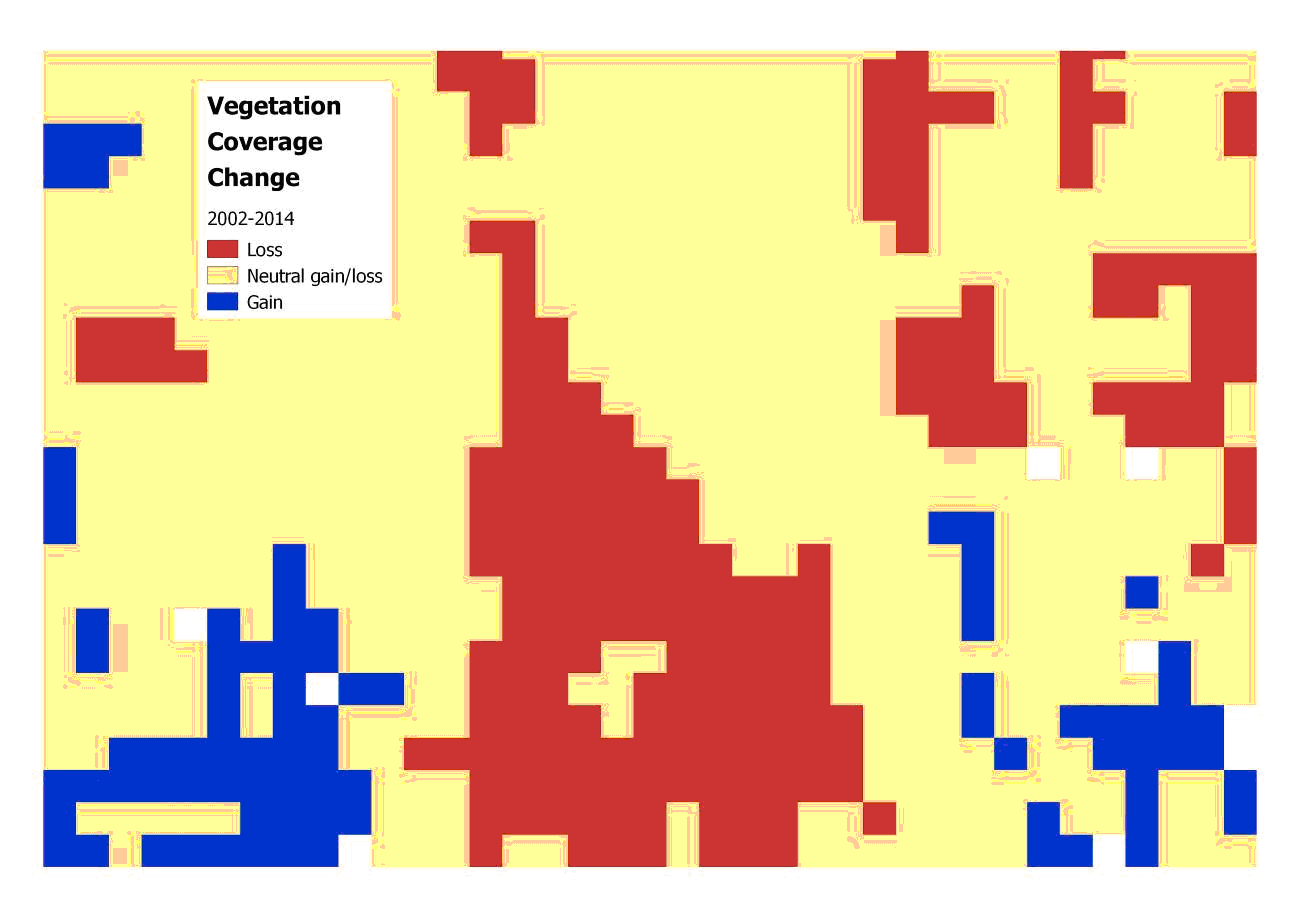 Vegetation
Coverage
Change
2002-2014
Loss
Neutral gain/loss
Gain